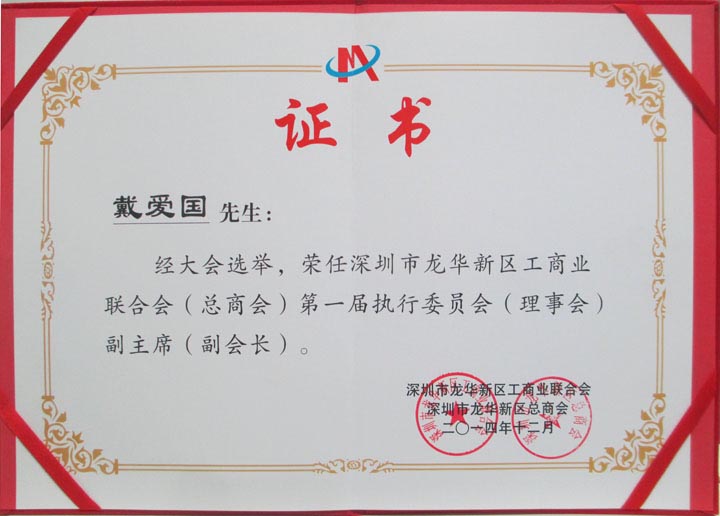 证书
戴爱国 先生：
经大会选举，荣任深圳市龙华新区工商业
联合会（总商会）第一届执行委员会（理事会）
副主席（副会长）。
深圳市龙华新区工商业联合会
深圳市龙华新区总商会
二〇一四年十二月